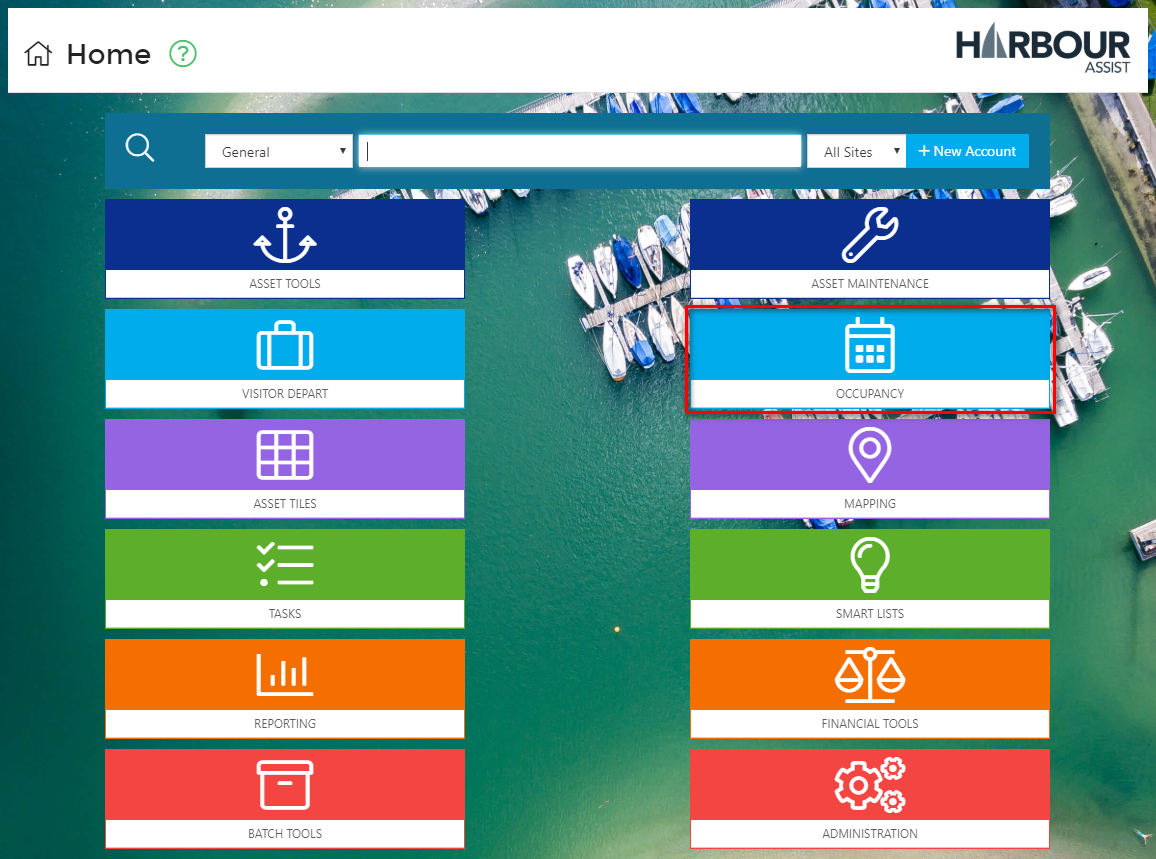 Home ?
HARBOUR
ASSIST
General
All Sites
+ New Account
ASSET TOOLS
ASSET MAINTENANCE
VISITOR DEPART
OCCUPANCY
ASSET TILES
MAPPING
TASKS
SMART LISTS
REPORTING
FINANCIAL TOOLS
BATCH TOOLS
ADMINISTRATION